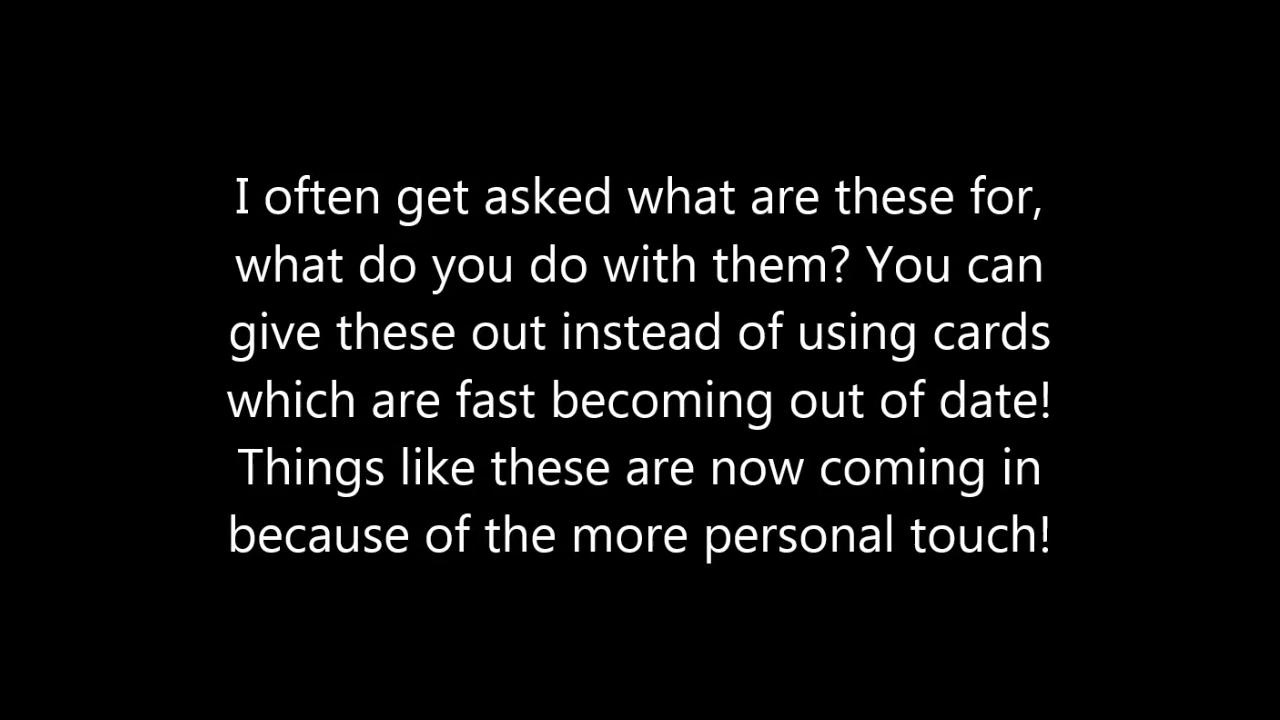 I often get asked what are these for,
what do you do with them? You can
give these out instead of using cards
which are fast becoming out of date!
Things like these are now coming in
because of the more personal touch!